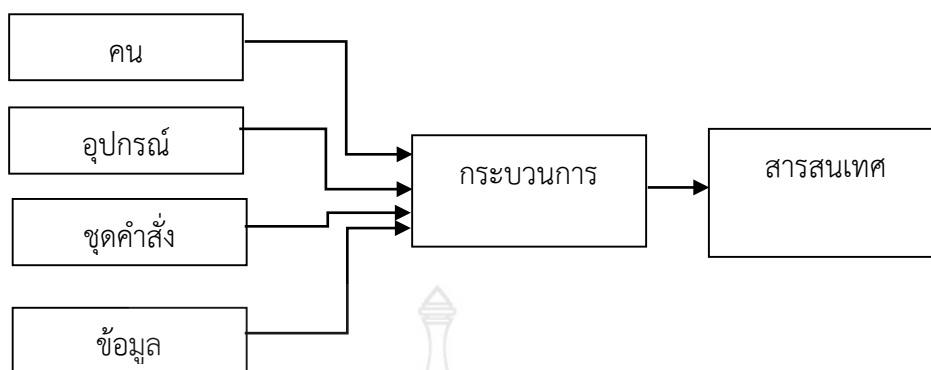 คน
อุปกรณ์
ชุดคำสั่ง
ข้อมูล
กระบวนการ
สารสนเทศ